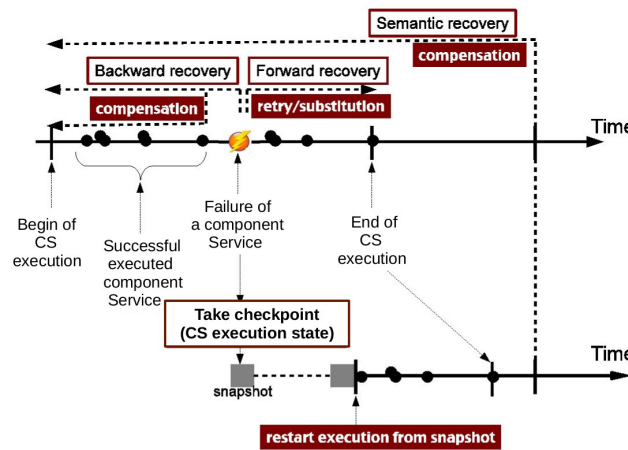 Semantic recovery
compensation
Backward recovery
Forward recovery
compensation
retry/substitution
Time
Begin of
CS
execution
Successful
executed
component
Service
Failure of
a component
Service
End of
CS
execution
Take checkpoint
(CS execution state)
Time
snapshot
restart execution from snapshot